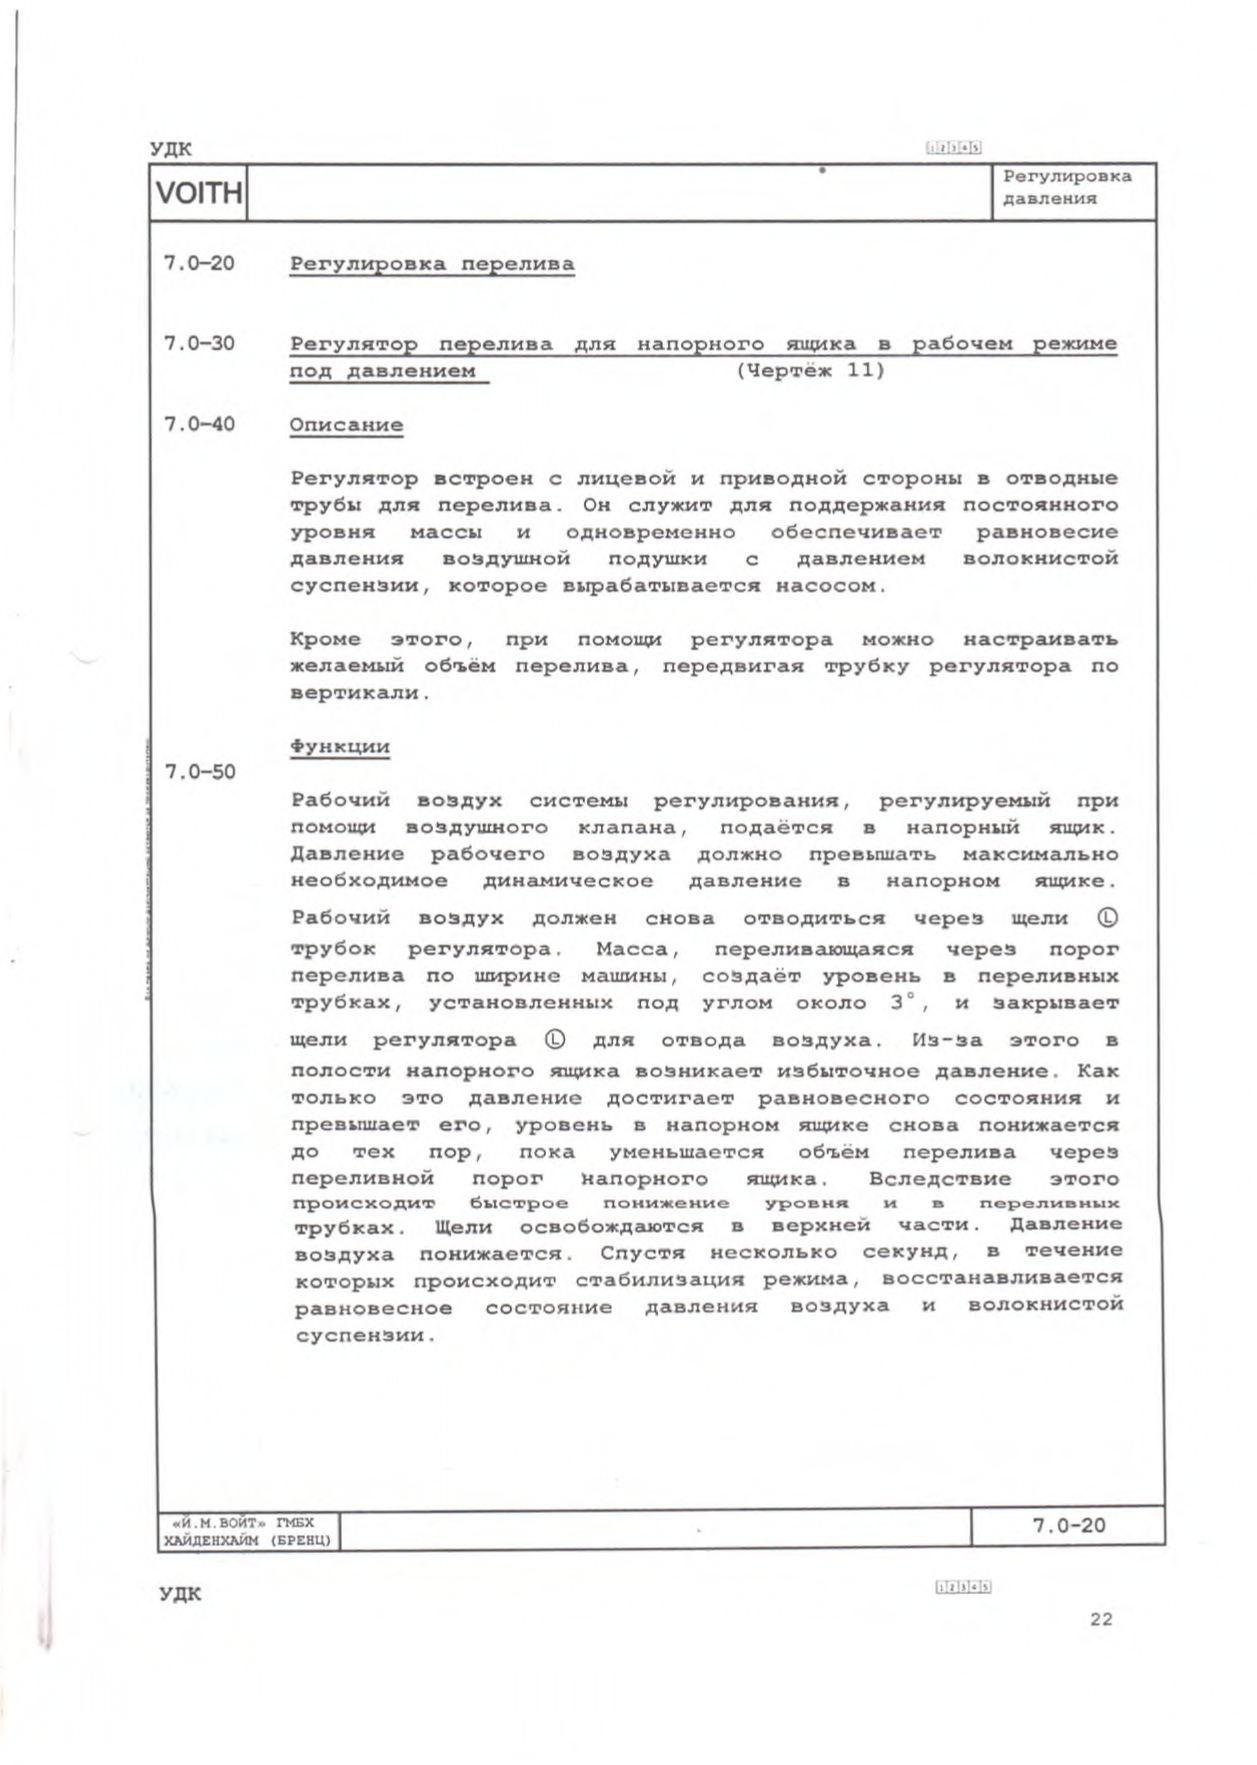 УДК
1 2 3 4 5
VOITH
Регулировка
давления
7.0-20 Регулировка перелива
7.0-30 Регулятор перелива для напорного ящика в рабочем режиме
под давлением (Чертёж 11)
7.0-40 Описание
Регулятор встроен с лицевой и приводной стороны в отводные
трубы для перелива. Он служит для поддержания постоянного
уровня массы и одновременно обеспечивает равновесие
давления воздушной подушки с давлением волокнистой
суспензии, которое вырабатывается насосом.
Кроме этого, при помощи регулятора можно настраивать
желаемый объём перелива, передвигая трубку регулятора по
вертикали.
Функции
7.0-50
Рабочий воздух системы регулирования, регулируемый при
помощи воздушного клапана, подаётся в напорный ящик.
Давление рабочего воздуха должно превышать максимально
необходимое динамическое давление в напорном ящике.
Рабочий воздух должен снова отводиться через щели Ⓛ
трубок регулятора. Масса, переливающаяся через порог
перелива по ширине машины, создаёт уровень в переливных
трубках, установленных под углом около 3°, и закрывает
щели регулятора Ⓛ для отвода воздуха. Из-за этого в
полости напорного ящика возникает избыточное давление. Как
только это давление достигает равновесного состояния и
превышает его, уровень в напорном ящике снова понижается
до тех пор, пока уменьшается объём перелива через
переливной порог напорного ящика. Вследствие этого
происходит быстрое понижение уровня и в переливных
трубках. Щели освобождаются в верхней части. Давление
воздуха понижается. Спустя несколько секунд, в течение
которых происходит стабилизация режима, восстанавливается
равновесное состояние давления воздуха и волокнистой
суспензии.
«Й.М.ВОЙТ» ГМБХ
ХАЙДЕНХАЙМ (БРЕНЦ)
7.0-20
УДК
1 2 3 4 5
22